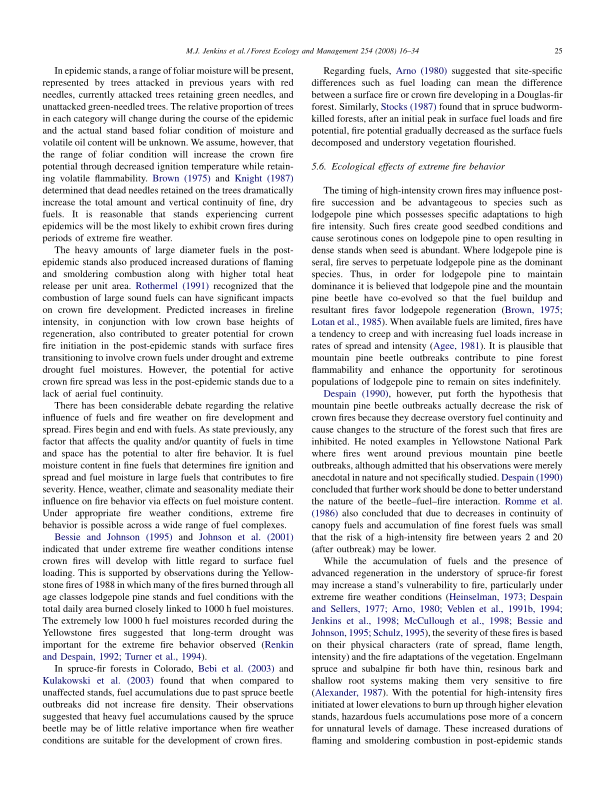 M.J. Jenkins et al. / Forest Ecology and Management 254 (2008) 16–34
25
In epidemic stands, a range of foliar moisture will be present,
represented by trees attacked in previous years with red
needles, currently attacked trees retaining green needles, and
unattacked green-needled trees. The relative proportion of trees
in each category will change during the course of the epidemic
and the actual stand based foliar condition of moisture and
volatile oil content will be unknown. We assume, however, that
the range of foliar condition will increase the crown fire
potential through decreased ignition temperature while retain-
ing volatile flammability. Brown (1975) and Knight (1987)
determined that dead needles retained on the trees dramatically
increase the total amount and vertical continuity of fine, dry
fuels. It is reasonable that stands experiencing current
epidemics will be the most likely to exhibit crown fires during
periods of extreme fire weather.
The heavy amounts of large diameter fuels in the post-
epidemic stands also produced increased durations of flaming
and smoldering combustion along with higher total heat
release per unit area. Rothermel (1991) recognized that the
combustion of large sound fuels can have significant impacts
on crown fire development. Predicted increases in fireline
intensity, in conjunction with low crown base heights of
regeneration, also contributed to greater potential for crown
fire initiation in the post-epidemic stands with surface fires
transitioning to involve crown fuels under drought and extreme
drought fuel moistures. However, the potential for active
crown fire spread was less in the post-epidemic stands due to a
lack of aerial fuel continuity.
There has been considerable debate regarding the relative
influence of fuels and fire weather on fire development and
spread. Fires begin and end with fuels. As state previously, any
factor that affects the quality and/or quantity of fuels in time
and space has the potential to alter fire behavior. It is fuel
moisture content in fine fuels that determines fire ignition and
spread and fuel moisture in large fuels that contributes to fire
severity. Hence, weather, climate and seasonality mediate their
influence on fire behavior via effects on fuel moisture content.
Under appropriate fire weather conditions, extreme fire
behavior is possible across a wide range of fuel complexes.
Bessie and Johnson (1995) and Johnson et al. (2001)
indicated that under extreme fire weather conditions intense
crown fires will develop with little regard to surface fuel
loading. This is supported by observations during the Yellow-
stone fires of 1988 in which many of the fires burned through all
age classes lodgepole pine stands and fuel conditions with the
total daily area burned closely linked to 1000 h fuel moistures.
The extremely low 1000 h fuel moistures recorded during the
Yellowstone fires suggested that long-term drought was
important for the extreme fire behavior observed (Renkin
and Despain, 1992; Turner et al., 1994).
In spruce-fir forests in Colorado, Bebi et al. (2003) and
Kulakowski et al. (2003) found that when compared to
unaffected stands, fuel accumulations due to past spruce beetle
outbreaks did not increase fire density. Their observations
suggested that heavy fuel accumulations caused by the spruce
beetle may be of little relative importance when fire weather
conditions are suitable for the development of crown fires.
Regarding fuels, Arno (1980) suggested that site-specific
differences such as fuel loading can mean the difference
between a surface fire or crown fire developing in a Douglas-fir
forest. Similarly, Stocks (1987) found that in spruce budworm-
killed forests, after an initial peak in surface fuel loads and fire
potential, fire potential gradually decreased as the surface fuels
decomposed and understory vegetation flourished.
5.6. Ecological effects of extreme fire behavior
The timing of high-intensity crown fires may influence post-
fire succession and be advantageous to species such as
lodgepole pine which possesses specific adaptations to high
fire intensity. Such fires create good seedbed conditions and
cause serotinous cones on lodgepole pine to open resulting in
dense stands when seed is abundant. Where lodgepole pine is
seral, fire serves to perpetuate lodgepole pine as the dominant
species. Thus, in order for lodgepole pine to maintain
dominance it is believed that lodgepole pine and the mountain
pine beetle have co-evolved so that the fuel buildup and
resultant fires favor lodgepole regeneration (Brown, 1975;
Lotan et al., 1985). When available fuels are limited, fires have
a tendency to creep and with increasing fuel loads increase in
rates of spread and intensity (Agee, 1981). It is plausible that
mountain pine beetle outbreaks contribute to pine forest
flammability and enhance the opportunity for serotinous
populations of lodgepole pine to remain on sites indefinitely.
Despain (1990), however, put forth the hypothesis that
mountain pine beetle outbreaks actually decrease the risk of
crown fires because they decrease overstory fuel continuity and
cause changes to the structure of the forest such that fires are
inhibited. He noted examples in Yellowstone National Park
where fires went around previous mountain pine beetle
outbreaks, although admitted that his observations were merely
anecdotal in nature and not specifically studied. Despain (1990)
concluded that further work should be done to better understand
the nature of the beetle–fuel–fire interaction. Romme et al.
(1986) also concluded that due to decreases in continuity of
canopy fuels and accumulation of fine forest fuels was small
that the risk of a high-intensity fire between years 2 and 20
(after outbreak) may be lower.
While the accumulation of fuels and the presence of
advanced regeneration in the understory of spruce-fir forest
may increase a stand's vulnerability to fire, particularly under
extreme fire weather conditions (Heinselman, 1973; Despain
and Sellers, 1977; Arno, 1980; Veblen et al., 1991b, 1994;
Jenkins et al., 1998; McCullough et al., 1998; Bessie and
Johnson, 1995; Schulz, 1995), the severity of these fires is based
on their physical characters (rate of spread, flame length,
intensity) and the fire adaptations of the vegetation. Engelmann
spruce and subalpine fir both have thin, resinous bark and
shallow root systems making them very sensitive to fire
(Alexander, 1987). With the potential for high-intensity fires
initiated at lower elevations to burn up through higher elevation
stands, hazardous fuels accumulations pose more of a concern
for unnatural levels of damage. These increased durations of
flaming and smoldering combustion in post-epidemic stands